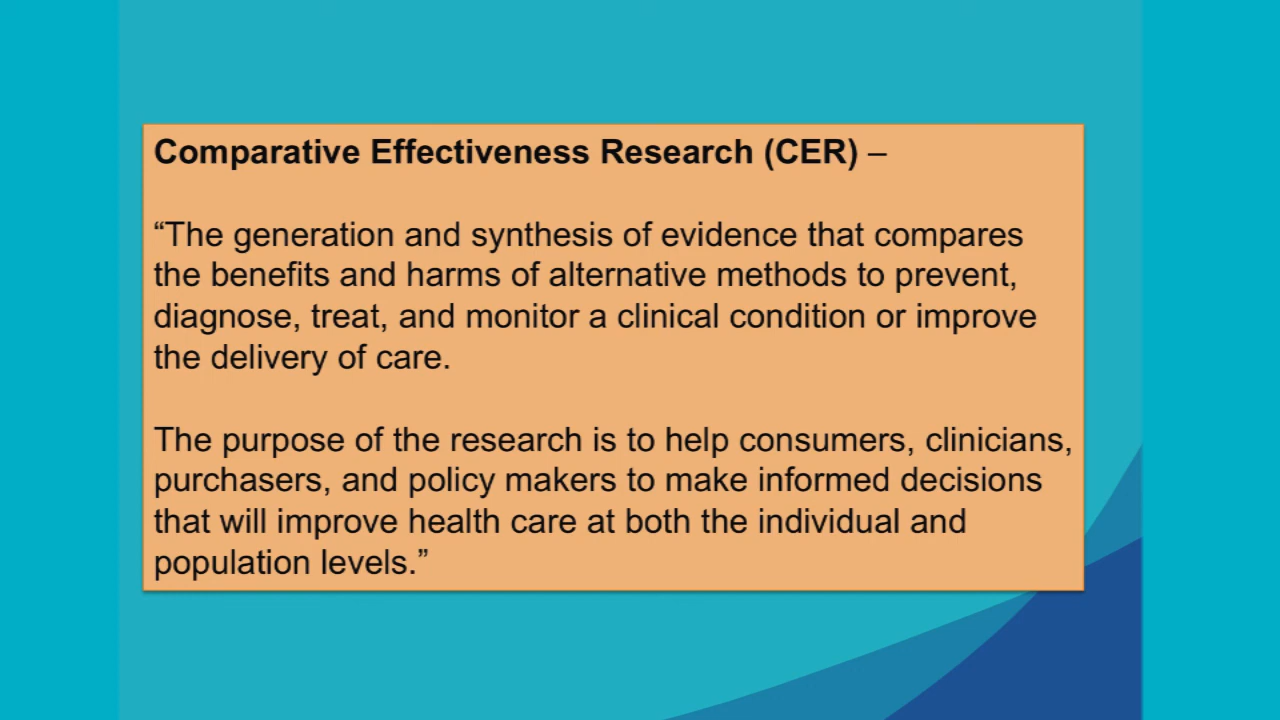 Comparative Effectiveness Research (CER) –
“The generation and synthesis of evidence that compares
the benefits and harms of alternative methods to prevent,
diagnose, treat, and monitor a clinical condition or improve
the delivery of care.
The purpose of the research is to help consumers, clinicians,
purchasers, and policy makers to make informed decisions
that will improve health care at both the individual and
population levels.”